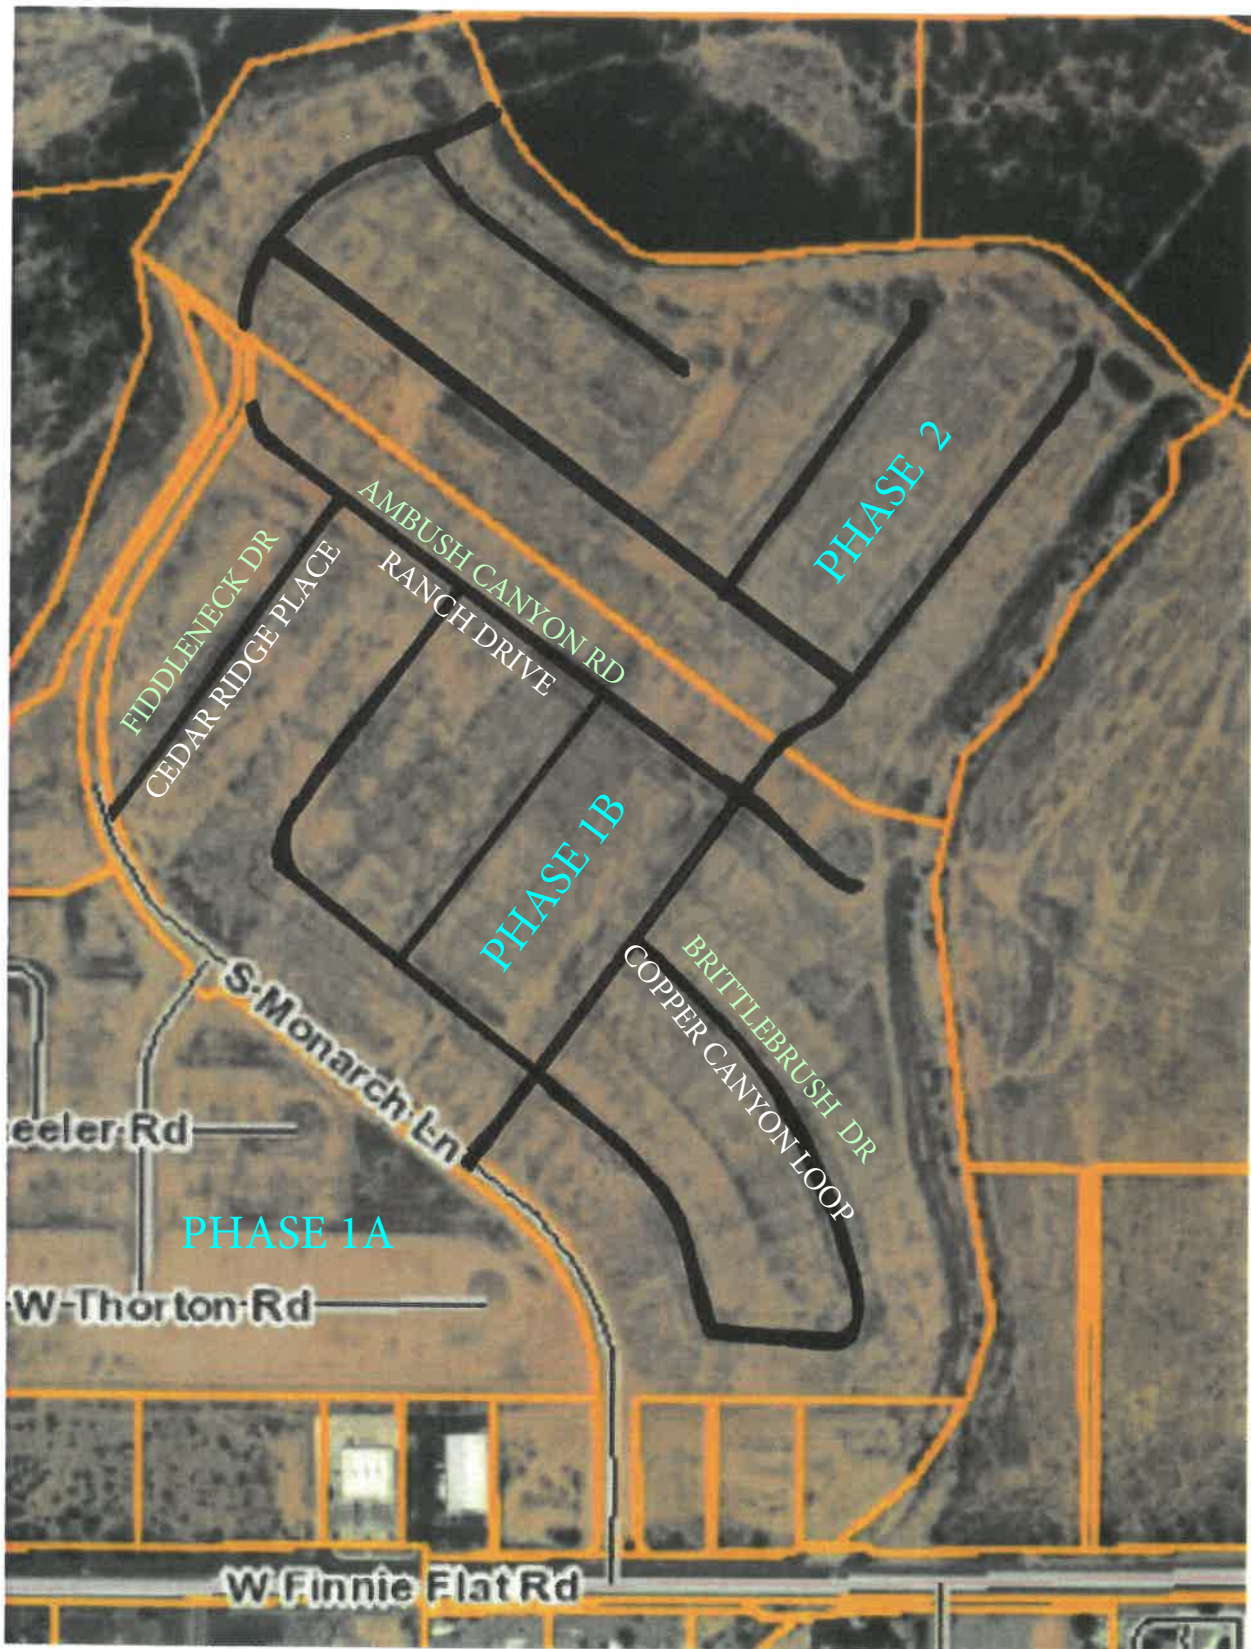 PHASE 2
AMBUSH CANYON RD
RANCH DRIVE
FIDDLENECK DR
CEDAR RIDGE PLACE
PHASE 1B
BRITTLEBRUSH DR
COPPER CANYON LOOP
S Monarch Ln
eeler Rd
PHASE 1A
W Thorton Rd
W Finnie Flat Rd